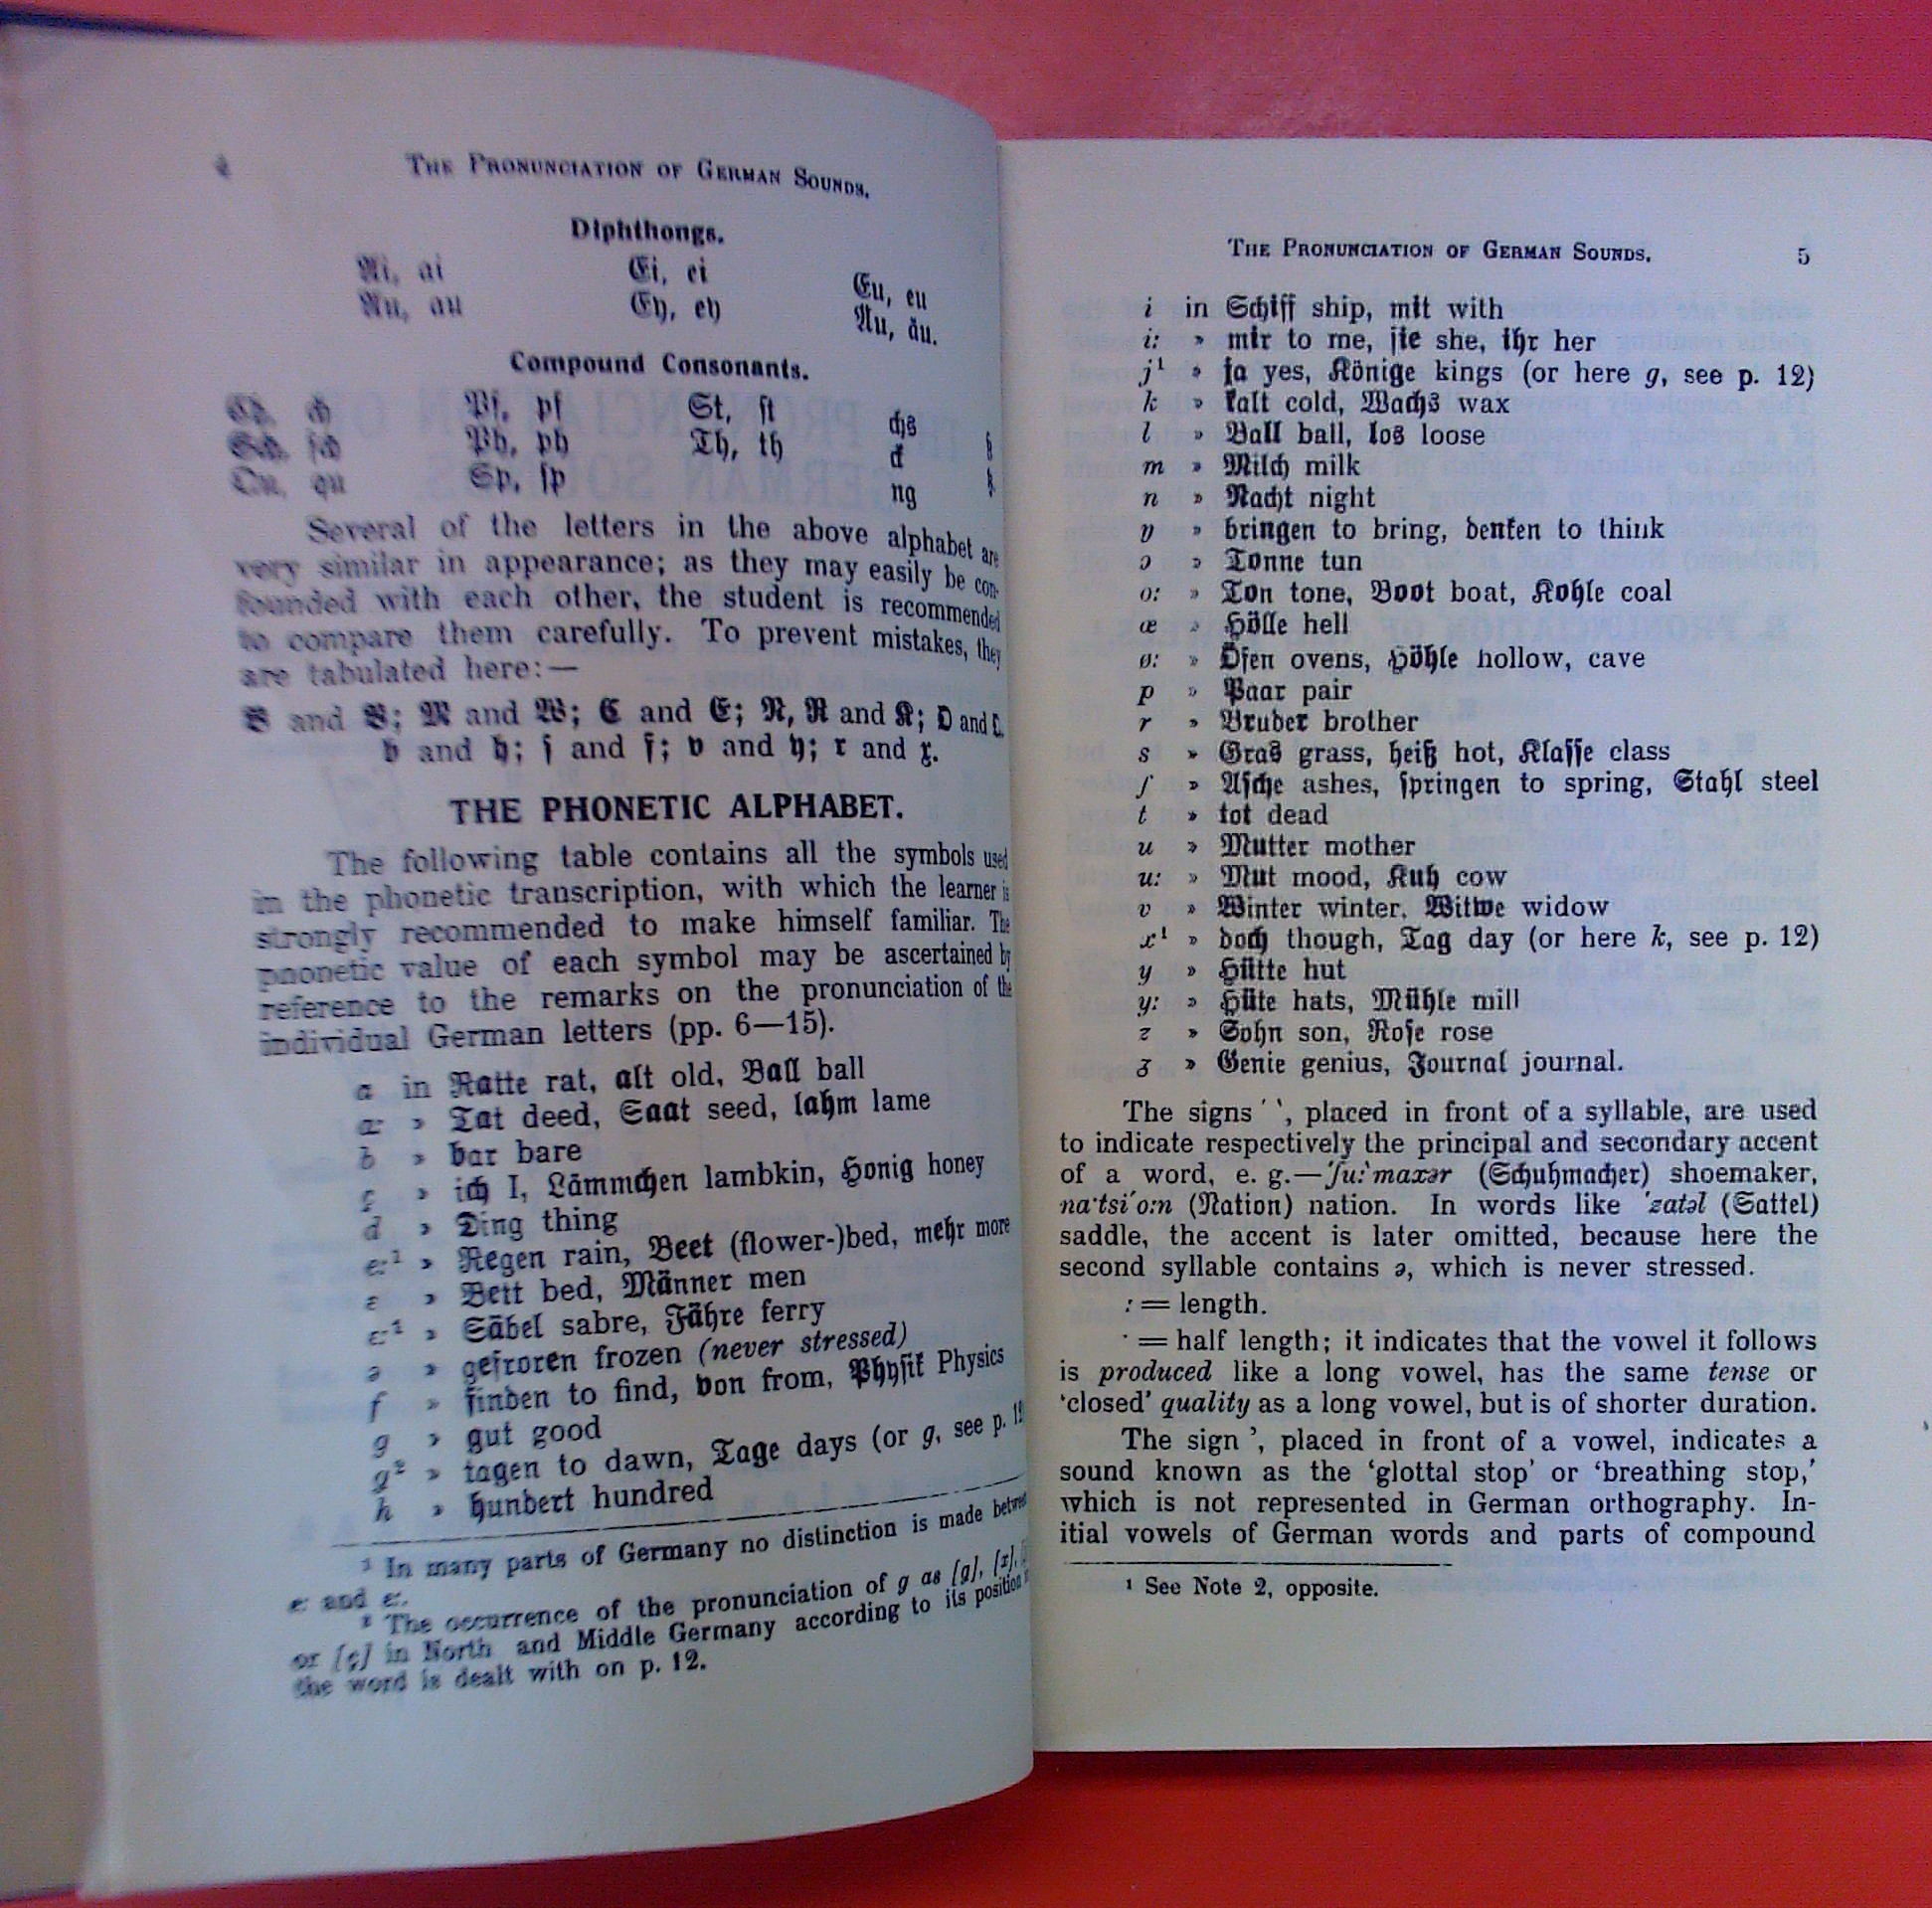 4 THE PRONUNCIATION OF GERMAN SOUNDS.
Diphthongs.
Ai, ai Ei, ei Eu, eu
Au, au Ey, ey Äu, äu.
Compound Consonants.
Ch, ch Pf, pf St, ſt chs
Sch, ſch Ph, ph Th, th ck
Qu, qu Sp, ſp ng
Several of the letters in the above alphabet are
very similar in appearance; as they may easily be con-
founded with each other, the student is recommended
to compare them carefully. To prevent mistakes, they
are tabulated here:—
B and V; M and W; C and E; N, R and K; O and Q.
b and h; ſ and f; v and y; r and x.
THE PHONETIC ALPHABET.
The following table contains all the symbols used
in the phonetic transcription, with which the learner is
strongly recommended to make himself familiar. The
phonetic value of each symbol may be ascertained by
reference to the remarks on the pronunciation of the
individual German letters (pp. 6—15).
a in Ratte rat, alt old, Ball ball
a: » Tat deed, Saat seed, lahm lame
b » bar bare
ç » ich I, Lämmchen lambkin, Honig honey
d » Ding thing
e:¹ » Regen rain, Beet (flower-)bed, mehr more
ε » Bett bed, Männer men
ε:¹ » Säbel sabre, Fähre ferry
ə » gefroren frozen (never stressed)
f » finden to find, von from, Phyſik Physics
g » gut good
g² » tagen to dawn, Tage days (or g, see p. 12
h » hundert hundred
¹ In many parts of Germany no distinction is made between
e: and ε:.
² The occurrence of the pronunciation of g as [g], [x],
or [ç] in North and Middle Germany according to its position in
the word is dealt with on p. 12.
THE PRONUNCIATION OF GERMAN SOUNDS. 5
i in Schiff ship, mit with
i: » mir to me, ſie she, ihr her
j¹ » ja yes, Könige kings (or here g, see p. 12)
k » kalt cold, Wachs wax
l » Ball ball, los loose
m » Milch milk
n » Nacht night
ŋ » bringen to bring, denken to think
ɔ » Tonne tun
o: » Ton tone, Boot boat, Kohle coal
œ » Hölle hell
ø: » Öfen ovens, Höhle hollow, cave
p » Paar pair
r » Bruder brother
s » Gras grass, heiß hot, Klaſſe class
ʃ » Aſche ashes, ſpringen to spring, Stahl steel
t » tot dead
u » Mutter mother
u: » Mut mood, Kuh cow
v » Winter winter, Witwe widow
x¹ » doch though, Tag day (or here k, see p. 12)
y » Hütte hut
y: » Hüte hats, Mühle mill
z » Sohn son, Roſe rose
ʒ » Genie genius, Journal journal.
The signs ˊ ˋ, placed in front of a syllable, are used
to indicate respectively the principal and secondary accent
of a word, e. g.—ˊʃu:ˋmaxər (Schuhmacher) shoemaker,
na·tsiˊo:n (Nation) nation. In words like ˊzatəl (Sattel)
saddle, the accent is later omitted, because here the
second syllable contains ə, which is never stressed.
: = length.
· = half length; it indicates that the vowel it follows
is produced like a long vowel, has the same tense or
‘closed’ quality as a long vowel, but is of shorter duration.
The sign ’, placed in front of a vowel, indicates a
sound known as the ‘glottal stop’ or ‘breathing stop,’
which is not represented in German orthography. In-
itial vowels of German words and parts of compound
¹ See Note 2, opposite.